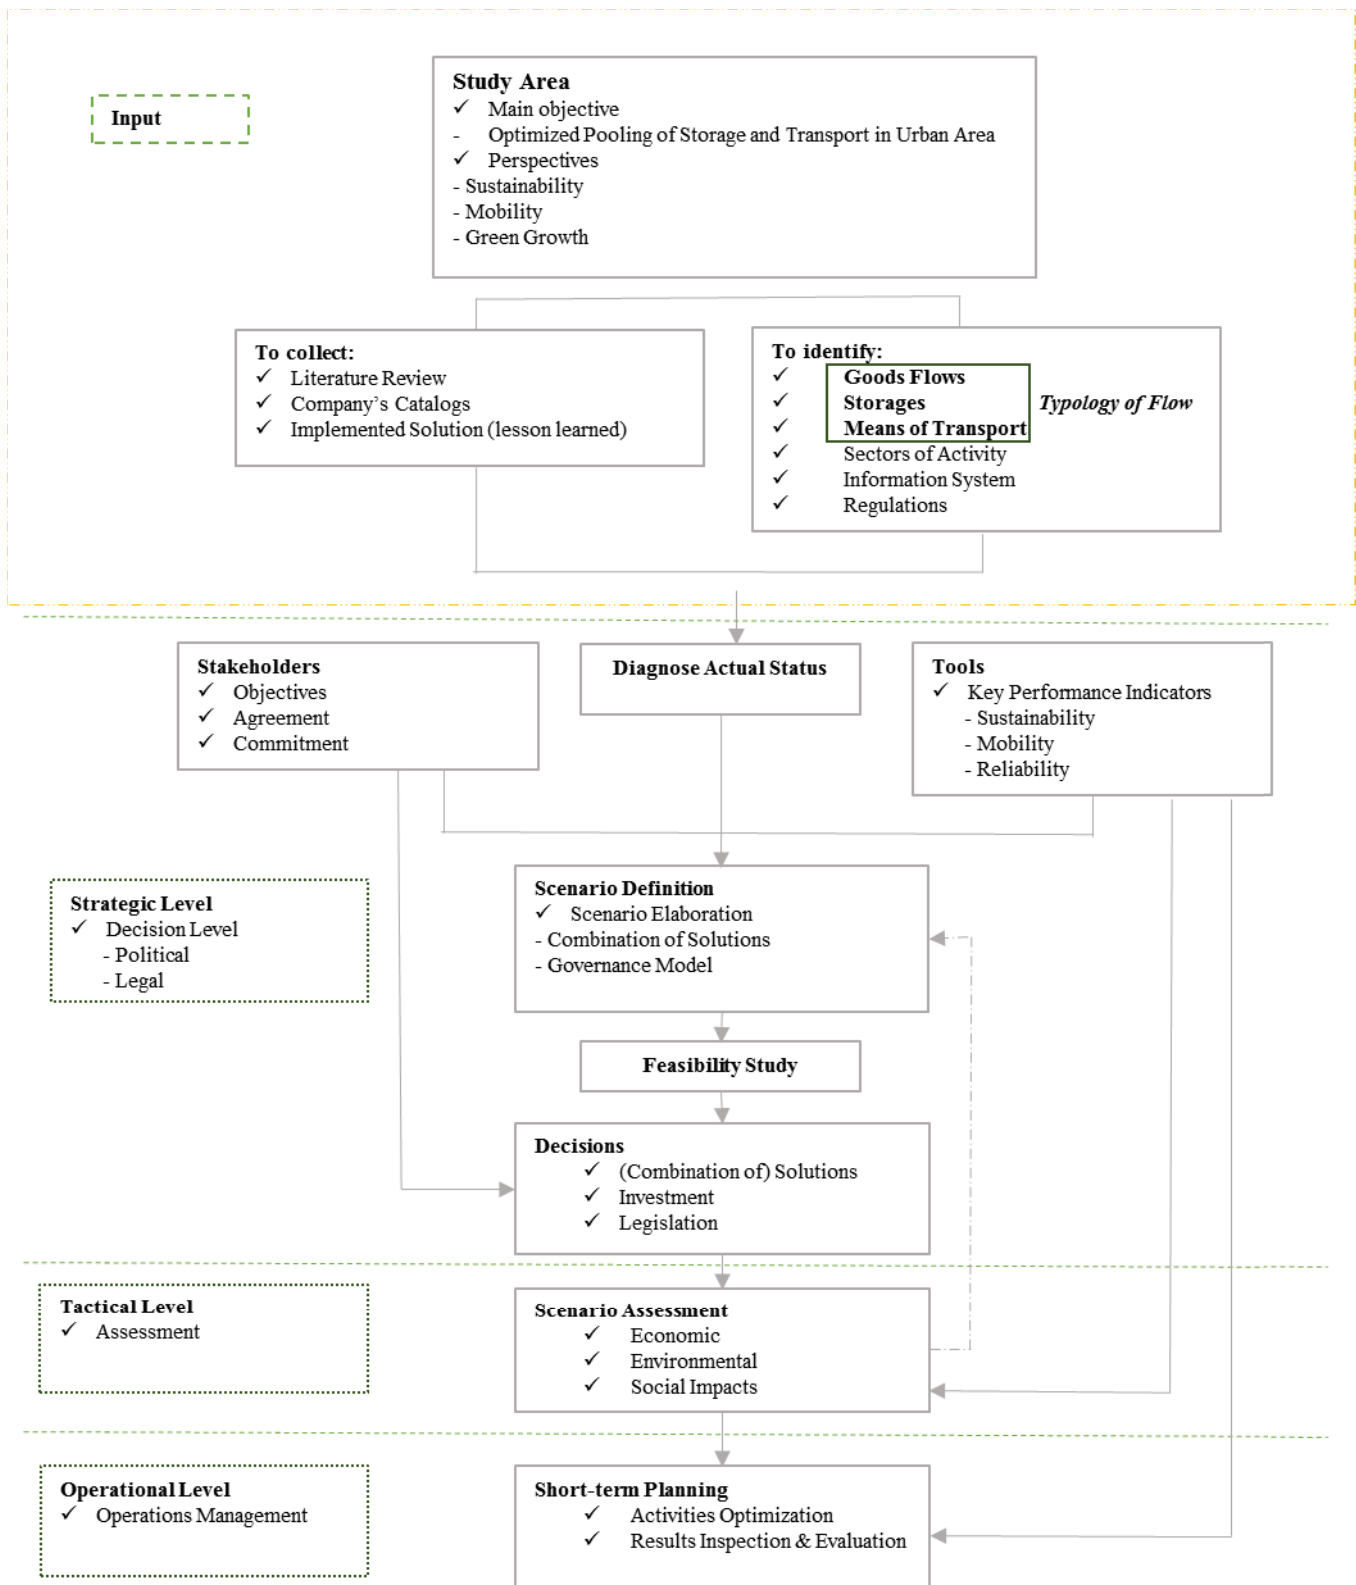 Input
Study Area
✓ Main objective
- Optimized Pooling of Storage and Transport in Urban Area
✓ Perspectives
- Sustainability
- Mobility
- Green Growth
To collect:
✓ Literature Review
✓ Company's Catalogs
✓ Implemented Solution (lesson learned)
To identify:
✓ Goods Flows
✓ Storages
✓ Means of Transport
Typology of Flow
✓ Sectors of Activity
✓ Information System
✓ Regulations
Stakeholders
✓ Objectives
✓ Agreement
✓ Commitment
Diagnose Actual Status
Tools
✓ Key Performance Indicators
- Sustainability
- Mobility
- Reliability
Strategic Level
✓ Decision Level
- Political
- Legal
Scenario Definition
✓ Scenario Elaboration
- Combination of Solutions
- Governance Model
Feasibility Study
Decisions
✓ (Combination of) Solutions
✓ Investment
✓ Legislation
Tactical Level
✓ Assessment
Scenario Assessment
✓ Economic
✓ Environmental
✓ Social Impacts
Operational Level
✓ Operations Management
Short-term Planning
✓ Activities Optimization
✓ Results Inspection & Evaluation